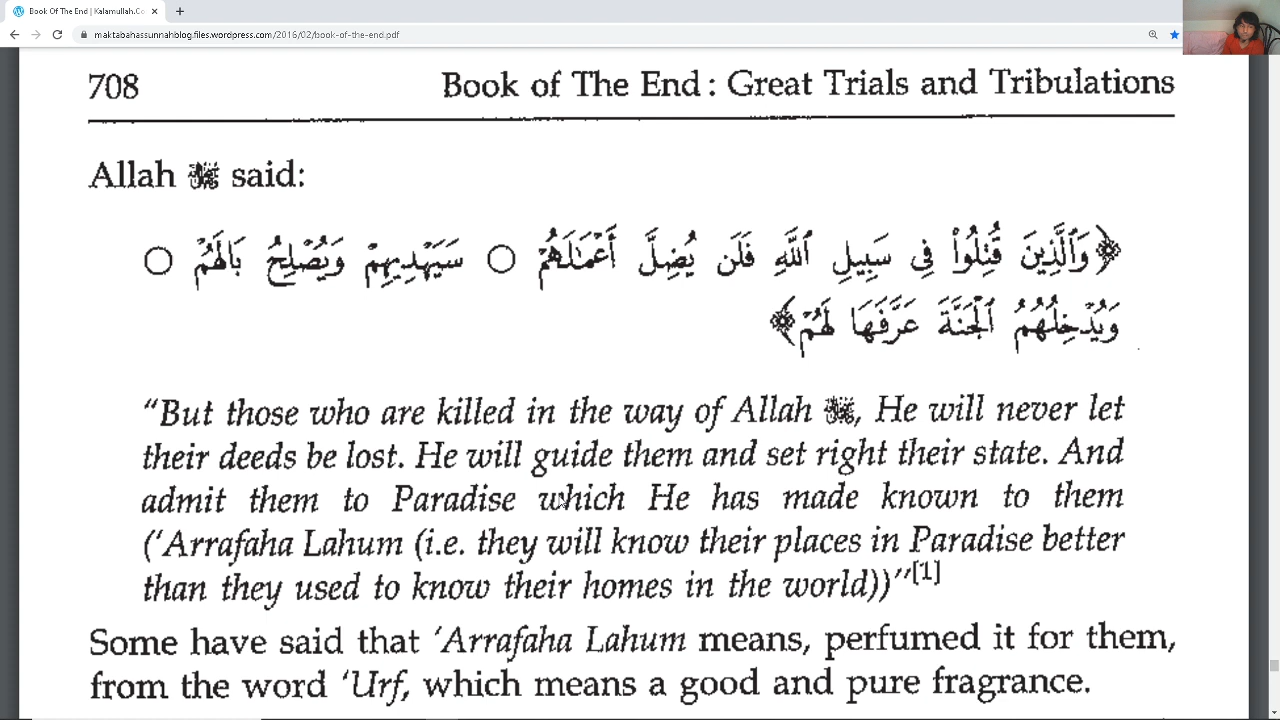 Book Of The End | Kalamullah.Co
maktabahassunnahblog.files.wordpress.com/2016/02/book-of-the-end.pdf
708 Book of The End : Great Trials and Tribulations
Allah ﷻ said:
﴿وَٱلَّذِينَ قُتِلُوا۟ فِى سَبِيلِ ٱللَّهِ فَلَن يُضِلَّ أَعْمَـٰلَهُمْ ○ سَيَهْدِيهِمْ وَيُصْلِحُ بَالَهُمْ ○
وَيُدْخِلُهُمُ ٱلْجَنَّةَ عَرَّفَهَا لَهُمْ﴾
“But those who are killed in the way of Allah ﷻ, He will never let
their deeds be lost. He will guide them and set right their state. And
admit them to Paradise which He has made known to them
(‘Arrafaha Lahum (i.e. they will know their places in Paradise better
than they used to know their homes in the world))”[1]
Some have said that ‘Arrafaha Lahum means, perfumed it for them,
from the word ‘Urf, which means a good and pure fragrance.